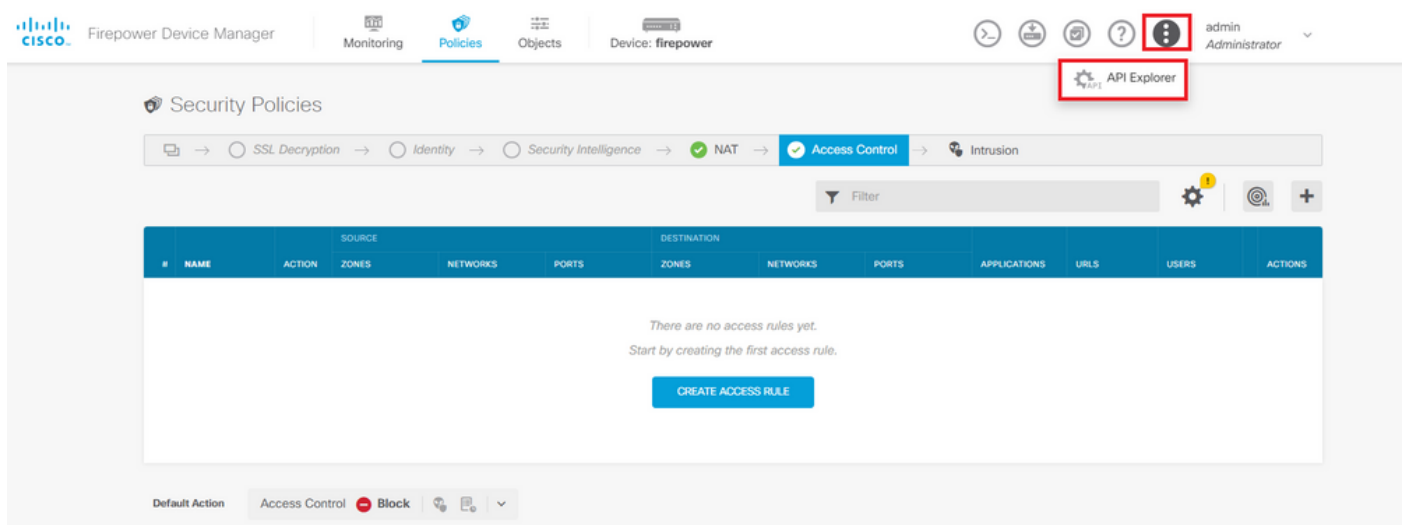 CISCO
Firepower Device Manager
Monitoring
Policies
Objects
Device: firepower
admin
Administrator
API
API Explorer
Security Policies
SSL Decryption
Identity
Security Intelligence
NAT
Access Control
Intrusion
Filter
SOURCE
DESTINATION
# NAME ACTION ZONES NETWORKS PORTS ZONES NETWORKS PORTS APPLICATIONS URLS USERS ACTIONS
There are no access rules yet.
Start by creating the first access rule.
CREATE ACCESS RULE
Default Action Access Control Block